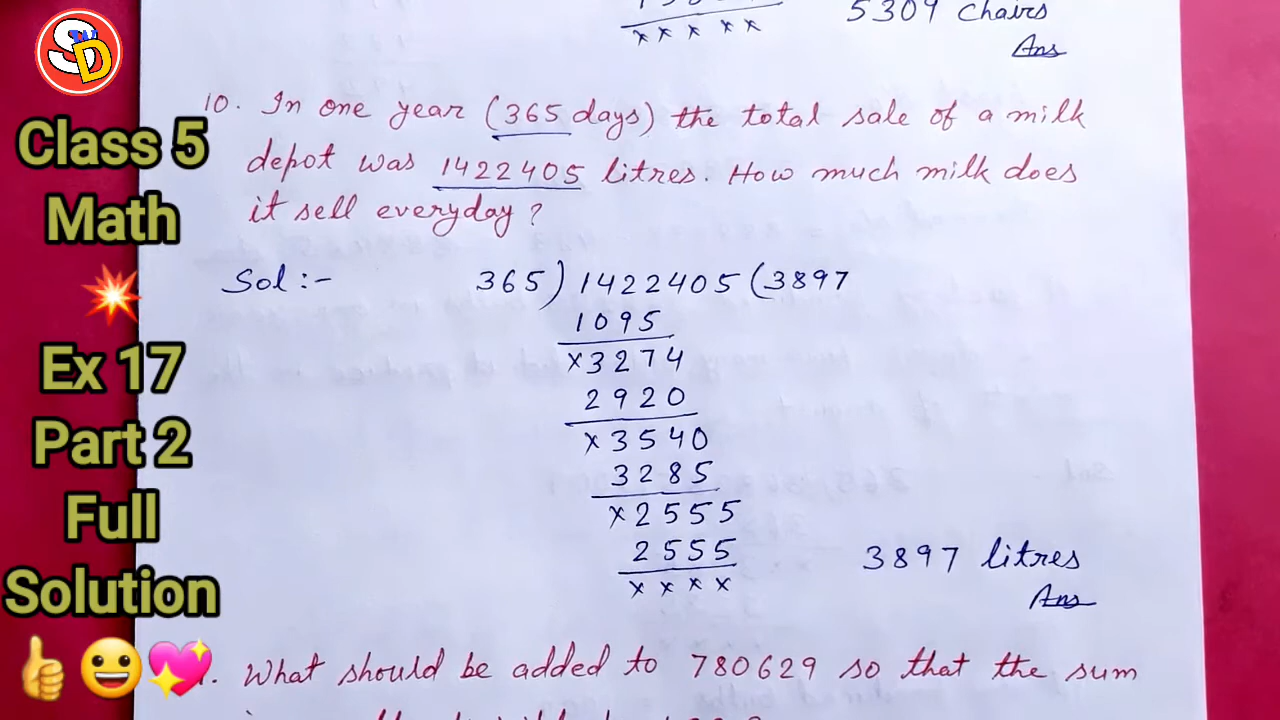 5309 chairs
x x x x x
Ans
SD
Class 5
Math
Ex 17
Part 2
Full
Solution
10. In one year (365 days) the total sale of a milk
depot was 1422405 litres. How much milk does
it sell everyday?
Sol :- 365) 1422405 (3897
1095
x3274
2920
x3540
3285
x2555
2555
x x x x
3897 litres
Ans
What should be added to 780629 so that the sum